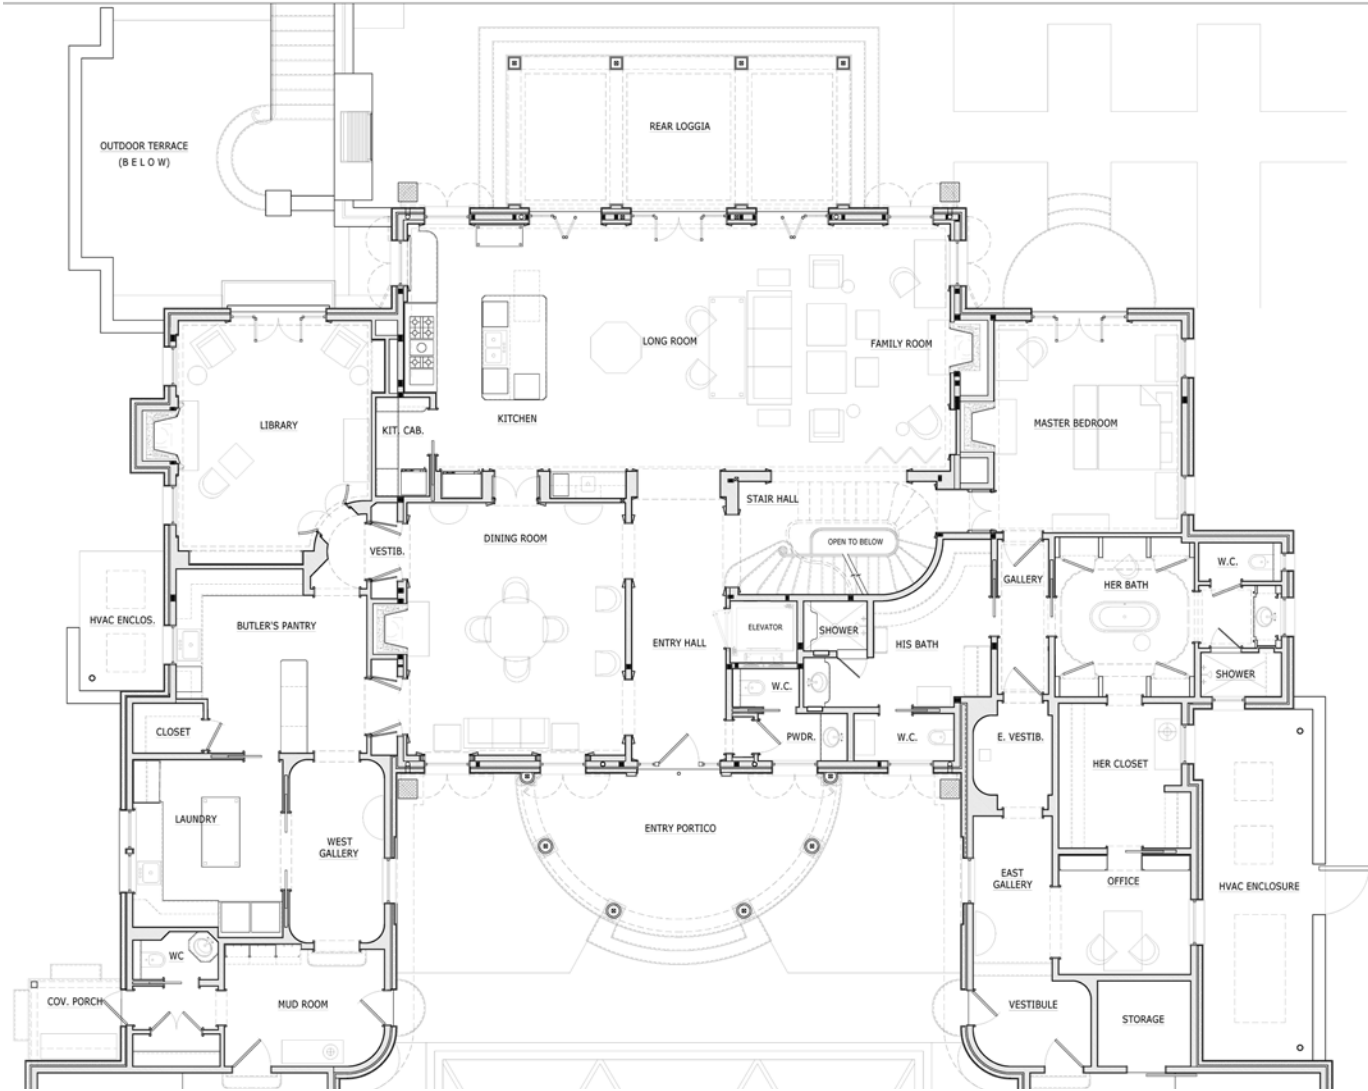 REAR LOGGIA
OUTDOOR TERRACE
(BELOW)
LONG ROOM
FAMILY ROOM
KITCHEN
LIBRARY
KIT. CAB.
MASTER BEDROOM
STAIR HALL
OPEN TO BELOW
DINING ROOM
VESTIB.
W.C.
GALLERY
HER BATH
HVAC ENCLOS.
BUTLER'S PANTRY
ELEVATOR
SHOWER
ENTRY HALL
HIS BATH
SHOWER
W.C.
CLOSET
PWDR.
W.C.
E. VESTIB.
HER CLOSET
LAUNDRY
ENTRY PORTICO
WEST
GALLERY
EAST
GALLERY
OFFICE
HVAC ENCLOSURE
WC
COV. PORCH
MUD ROOM
VESTIBULE
STORAGE